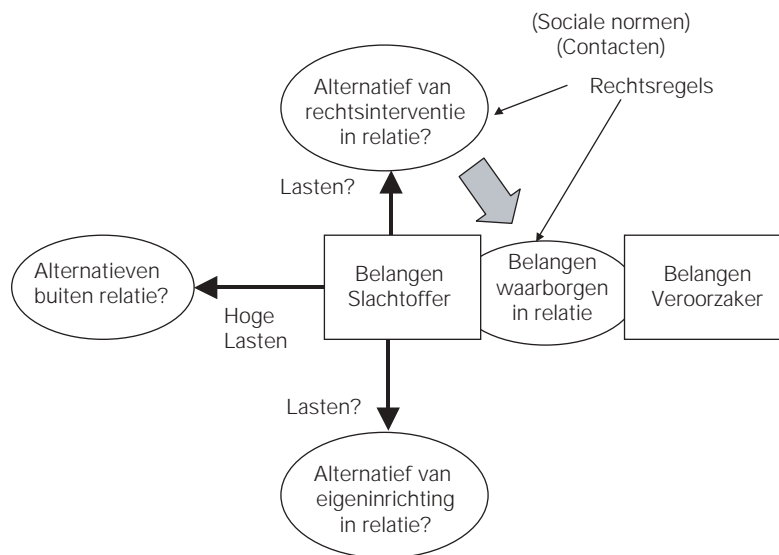 (Sociale normen)
(Contacten)
Rechtsregels
Alternatief van
rechtsinterventie
in relatie?
Lasten?
Alternatieven
buiten relatie?
Hoge
Lasten
Belangen
Slachtoffer
Belangen
waarborgen
in relatie
Belangen
Veroorzaker
Lasten?
Alternatief van
eigeninrichting
in relatie?